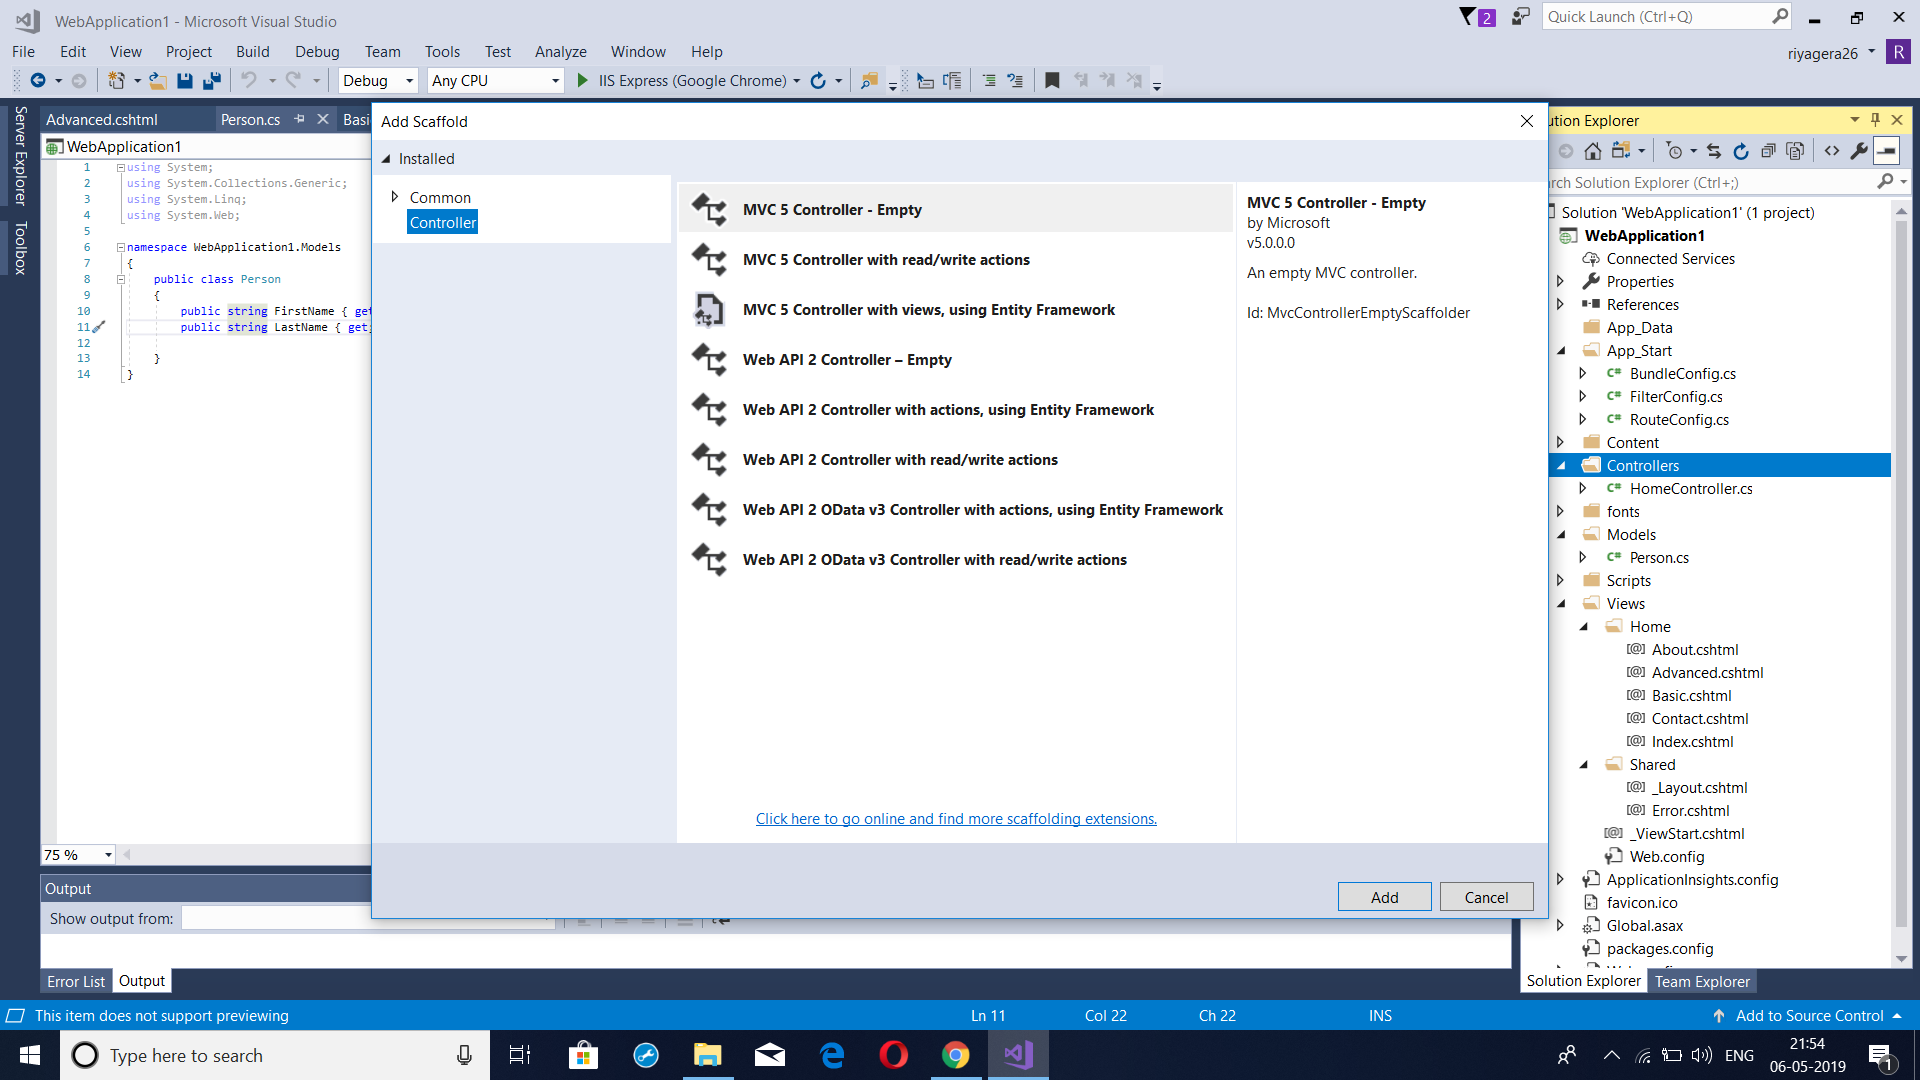 WebApplication1 - Microsoft Visual Studio
2
Quick Launch (Ctrl+Q)
File Edit View Project Build Debug Team Tools Test Analyze Window Help
riyagera26 R
Debug Any CPU IIS Express (Google Chrome)
Server Explorer
Toolbox
Advanced.cshtml Person.cs
WebApplication1
1 using System;
2 using System.Collections.Generic;
3 using System.Linq;
4 using System.Web;
5
6 namespace WebApplication1.Models
7 {
8 public class Person
9 {
10 public string FirstName { get
11 public string LastName { get;
12
13 }
14 }
75 %
Add Scaffold
Installed
Common
Controller
MVC 5 Controller - Empty
MVC 5 Controller with read/write actions
MVC 5 Controller with views, using Entity Framework
Web API 2 Controller – Empty
Web API 2 Controller with actions, using Entity Framework
Web API 2 Controller with read/write actions
Web API 2 OData v3 Controller with actions, using Entity Framework
Web API 2 OData v3 Controller with read/write actions
Click here to go online and find more scaffolding extensions.
MVC 5 Controller - Empty
by Microsoft
v5.0.0.0
An empty MVC controller.
Id: MvcControllerEmptyScaffolder
Add Cancel
Explorer
Solution Explorer (Ctrl+;)
Solution 'WebApplication1' (1 project)
WebApplication1
Connected Services
Properties
References
App_Data
App_Start
C# BundleConfig.cs
C# FilterConfig.cs
C# RouteConfig.cs
Content
Controllers
C# HomeController.cs
fonts
Models
C# Person.cs
Scripts
Views
Home
[@] About.cshtml
[@] Advanced.cshtml
[@] Basic.cshtml
[@] Contact.cshtml
[@] Index.cshtml
Shared
[@] _Layout.cshtml
[@] Error.cshtml
[@] _ViewStart.cshtml
Web.config
ApplicationInsights.config
favicon.ico
Global.asax
packages.config
Solution Explorer Team Explorer
Output
Show output from:
Error List Output
This item does not support previewing Ln 11 Col 22 Ch 22 INS Add to Source Control
Type here to search
ENG
21:54
06-05-2019
1